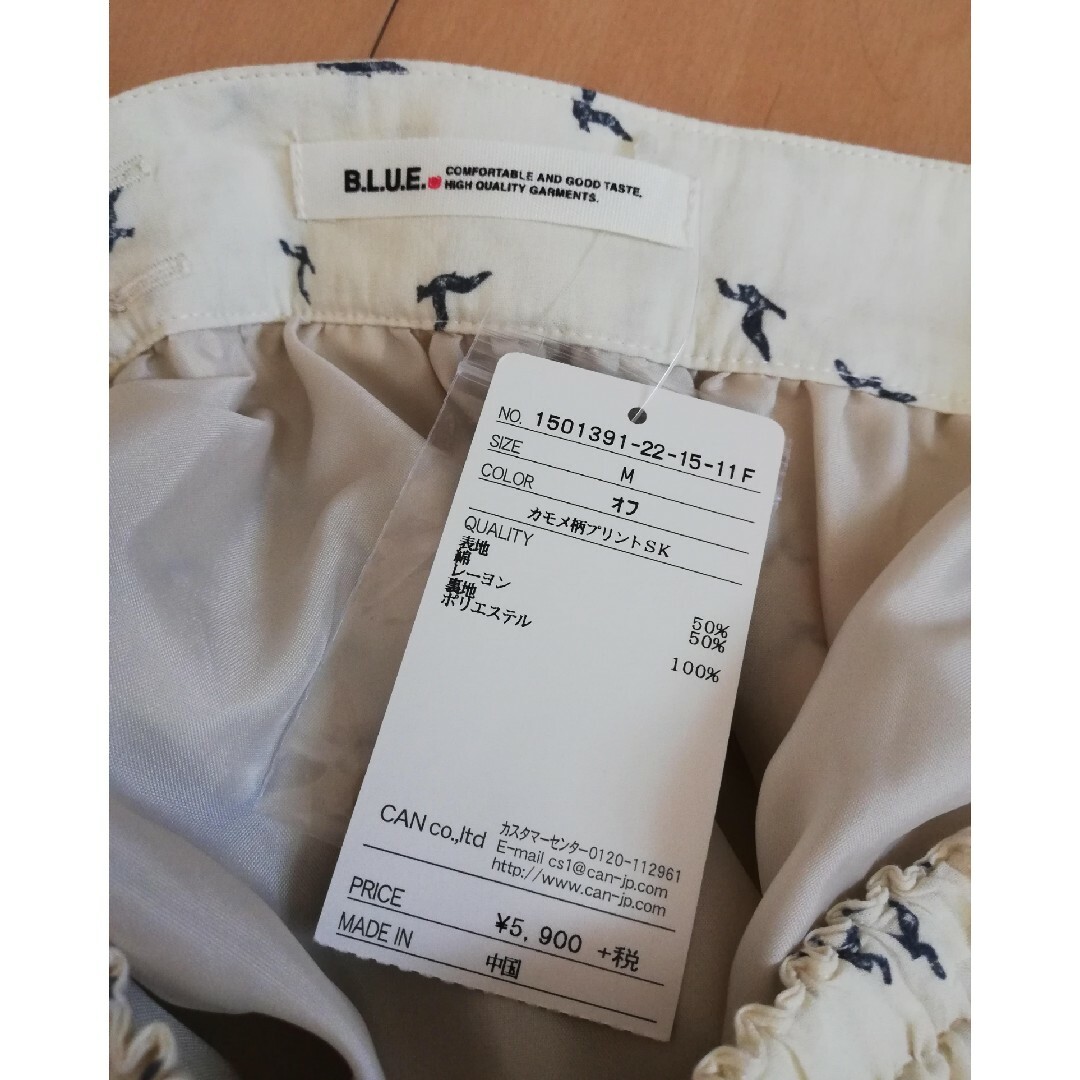 B.L.U.E. COMFORTABLE AND GOOD TASTE.
HIGH QUALITY GARMENTS.
NO. 1501391-22-15-11F
SIZE M
COLOR オフ
カモメ柄プリントSK
QUALITY
表地
綿 50%
レーヨン 50%
裏地
ポリエステル 100%
CAN co.,ltd
カスタマーセンター0120-112961
E-mail cs1@can-jp.com
http://www.can-jp.com
PRICE ¥5,900 +税
MADE IN 中国